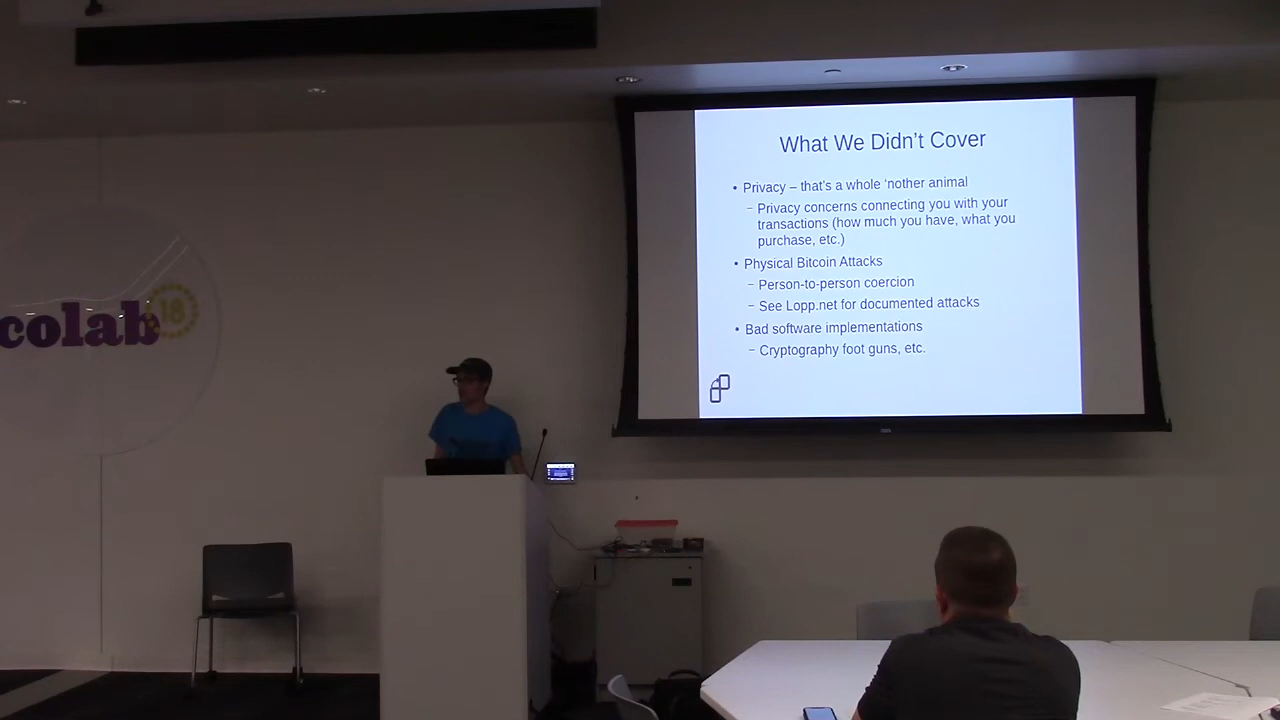 What We Didn't Cover
• Privacy – that's a whole 'nother animal
– Privacy concerns connecting you with your
transactions (how much you have, what you
purchase, etc.)
• Physical Bitcoin Attacks
– Person-to-person coercion
– See Lopp.net for documented attacks
• Bad software implementations
– Cryptography foot guns, etc.
colab
18